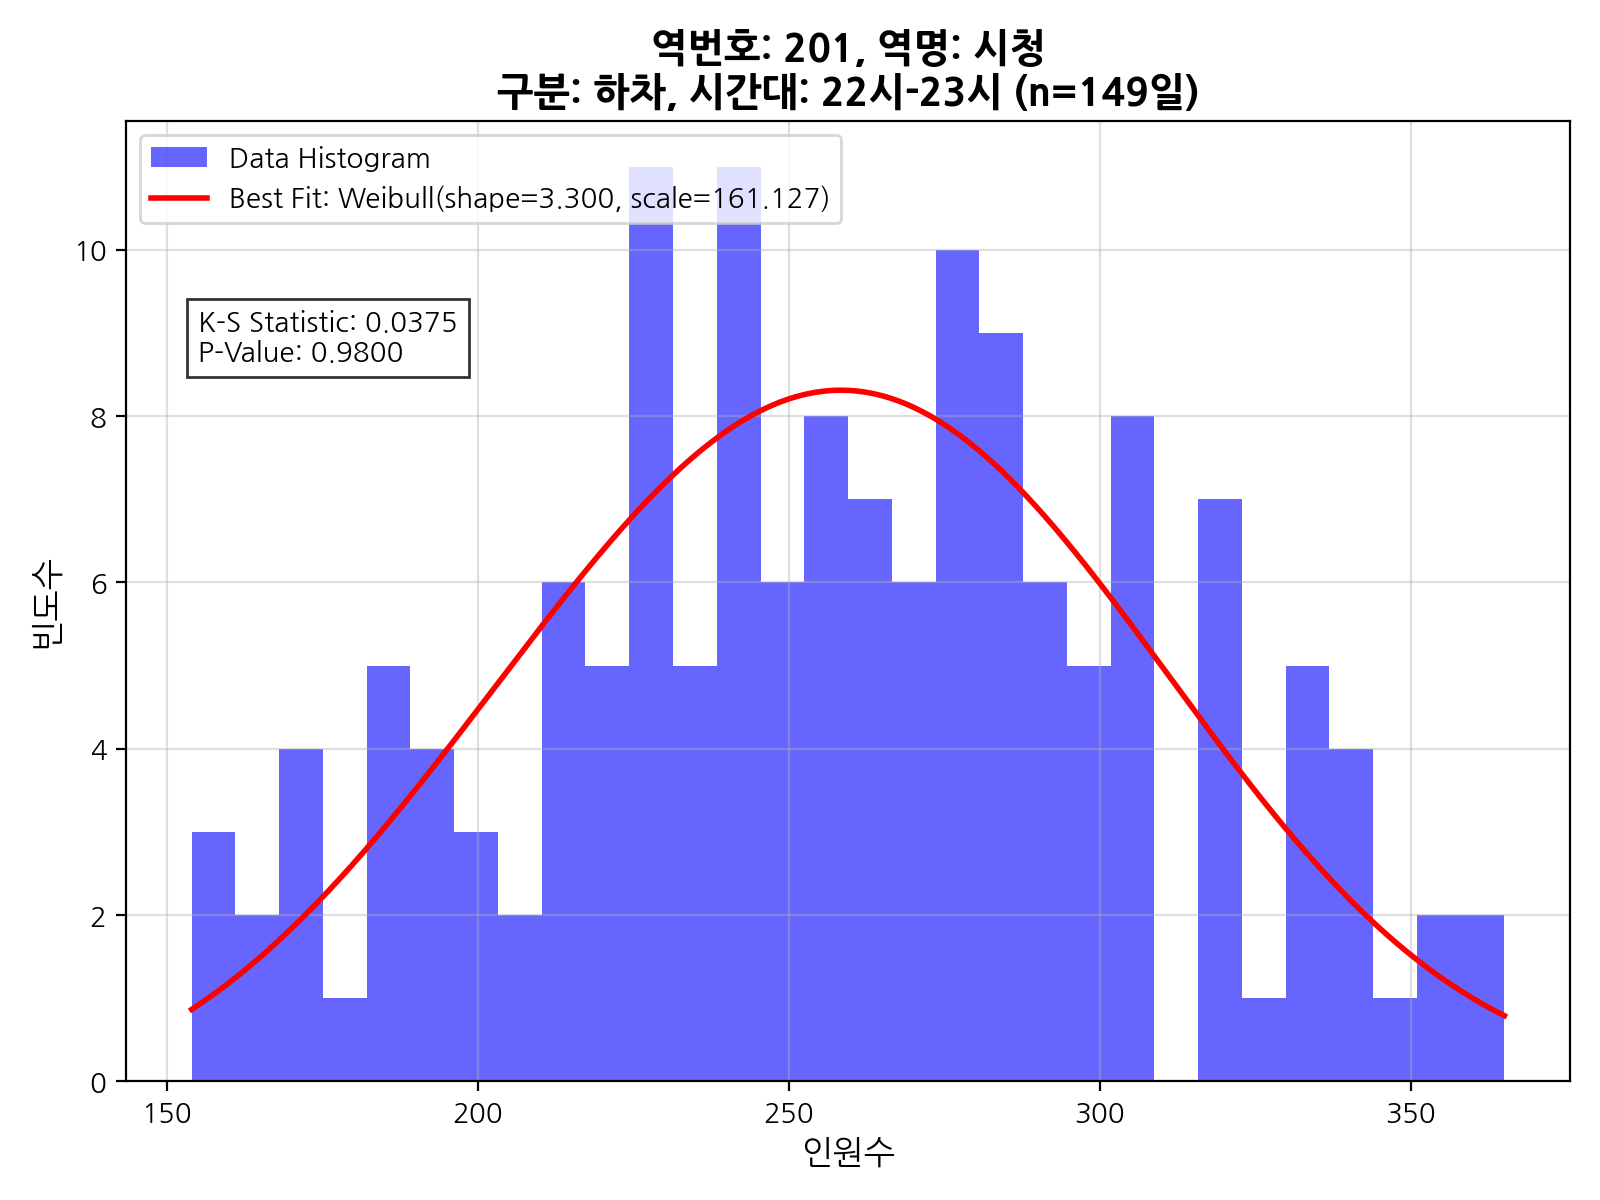 역번호: 201, 역명: 시청
구분: 하차, 시간대: 22시-23시 (n=149일)
Data Histogram
Best Fit: Weibull(shape=3.300, scale=161.127)
K-S Statistic: 0.0375
P-Value: 0.9800
빈도수
10
8
6
4
2
0
150
200
250
300
350
인원수